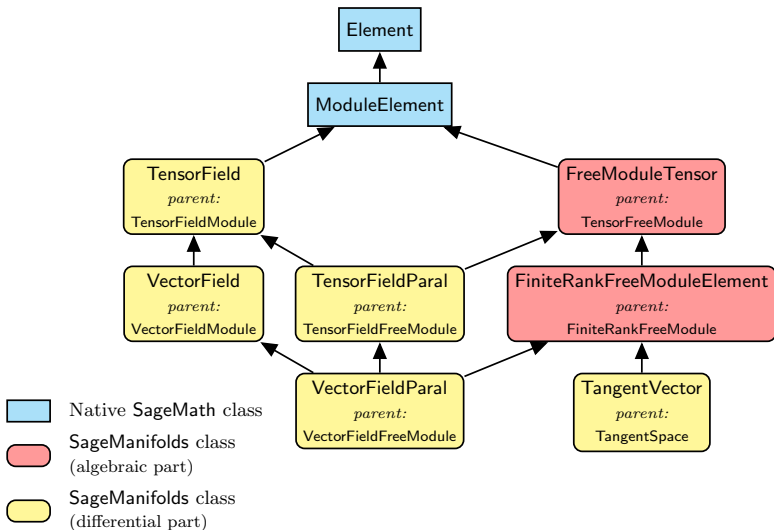 Element
ModuleElement
TensorField
parent:
TensorFieldModule
FreeModuleTensor
parent:
TensorFreeModule
VectorField
parent:
VectorFieldModule
TensorFieldParal
parent:
TensorFieldFreeModule
FiniteRankFreeModuleElement
parent:
FiniteRankFreeModule
VectorFieldParal
parent:
VectorFieldFreeModule
TangentVector
parent:
TangentSpace
Native SageMath class
SageManifolds class
(algebraic part)
SageManifolds class
(differential part)